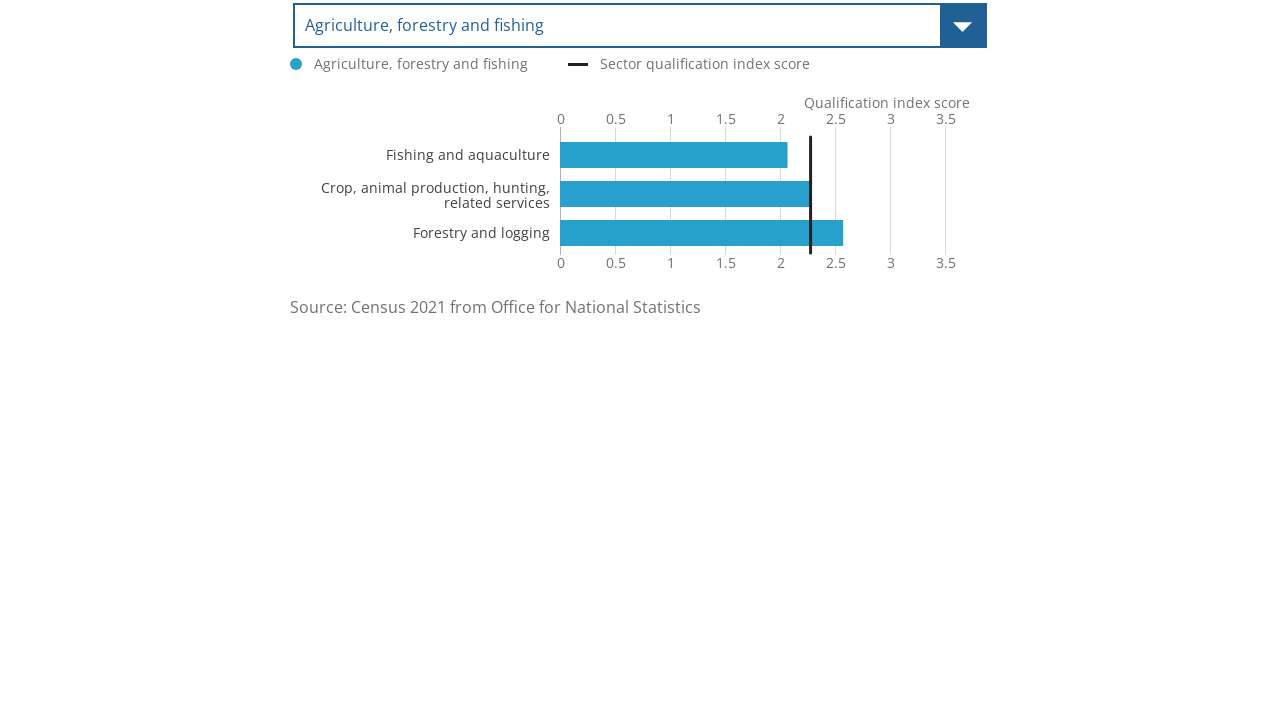 Agriculture, forestry and fishing
Agriculture, forestry and fishing Sector qualification index score
Qualification index score
0 0.5 1 1.5 2 2.5 3 3.5
Fishing and aquaculture
Crop, animal production, hunting,
related services
Forestry and logging
0 0.5 1 1.5 2 2.5 3 3.5
Source: Census 2021 from Office for National Statistics